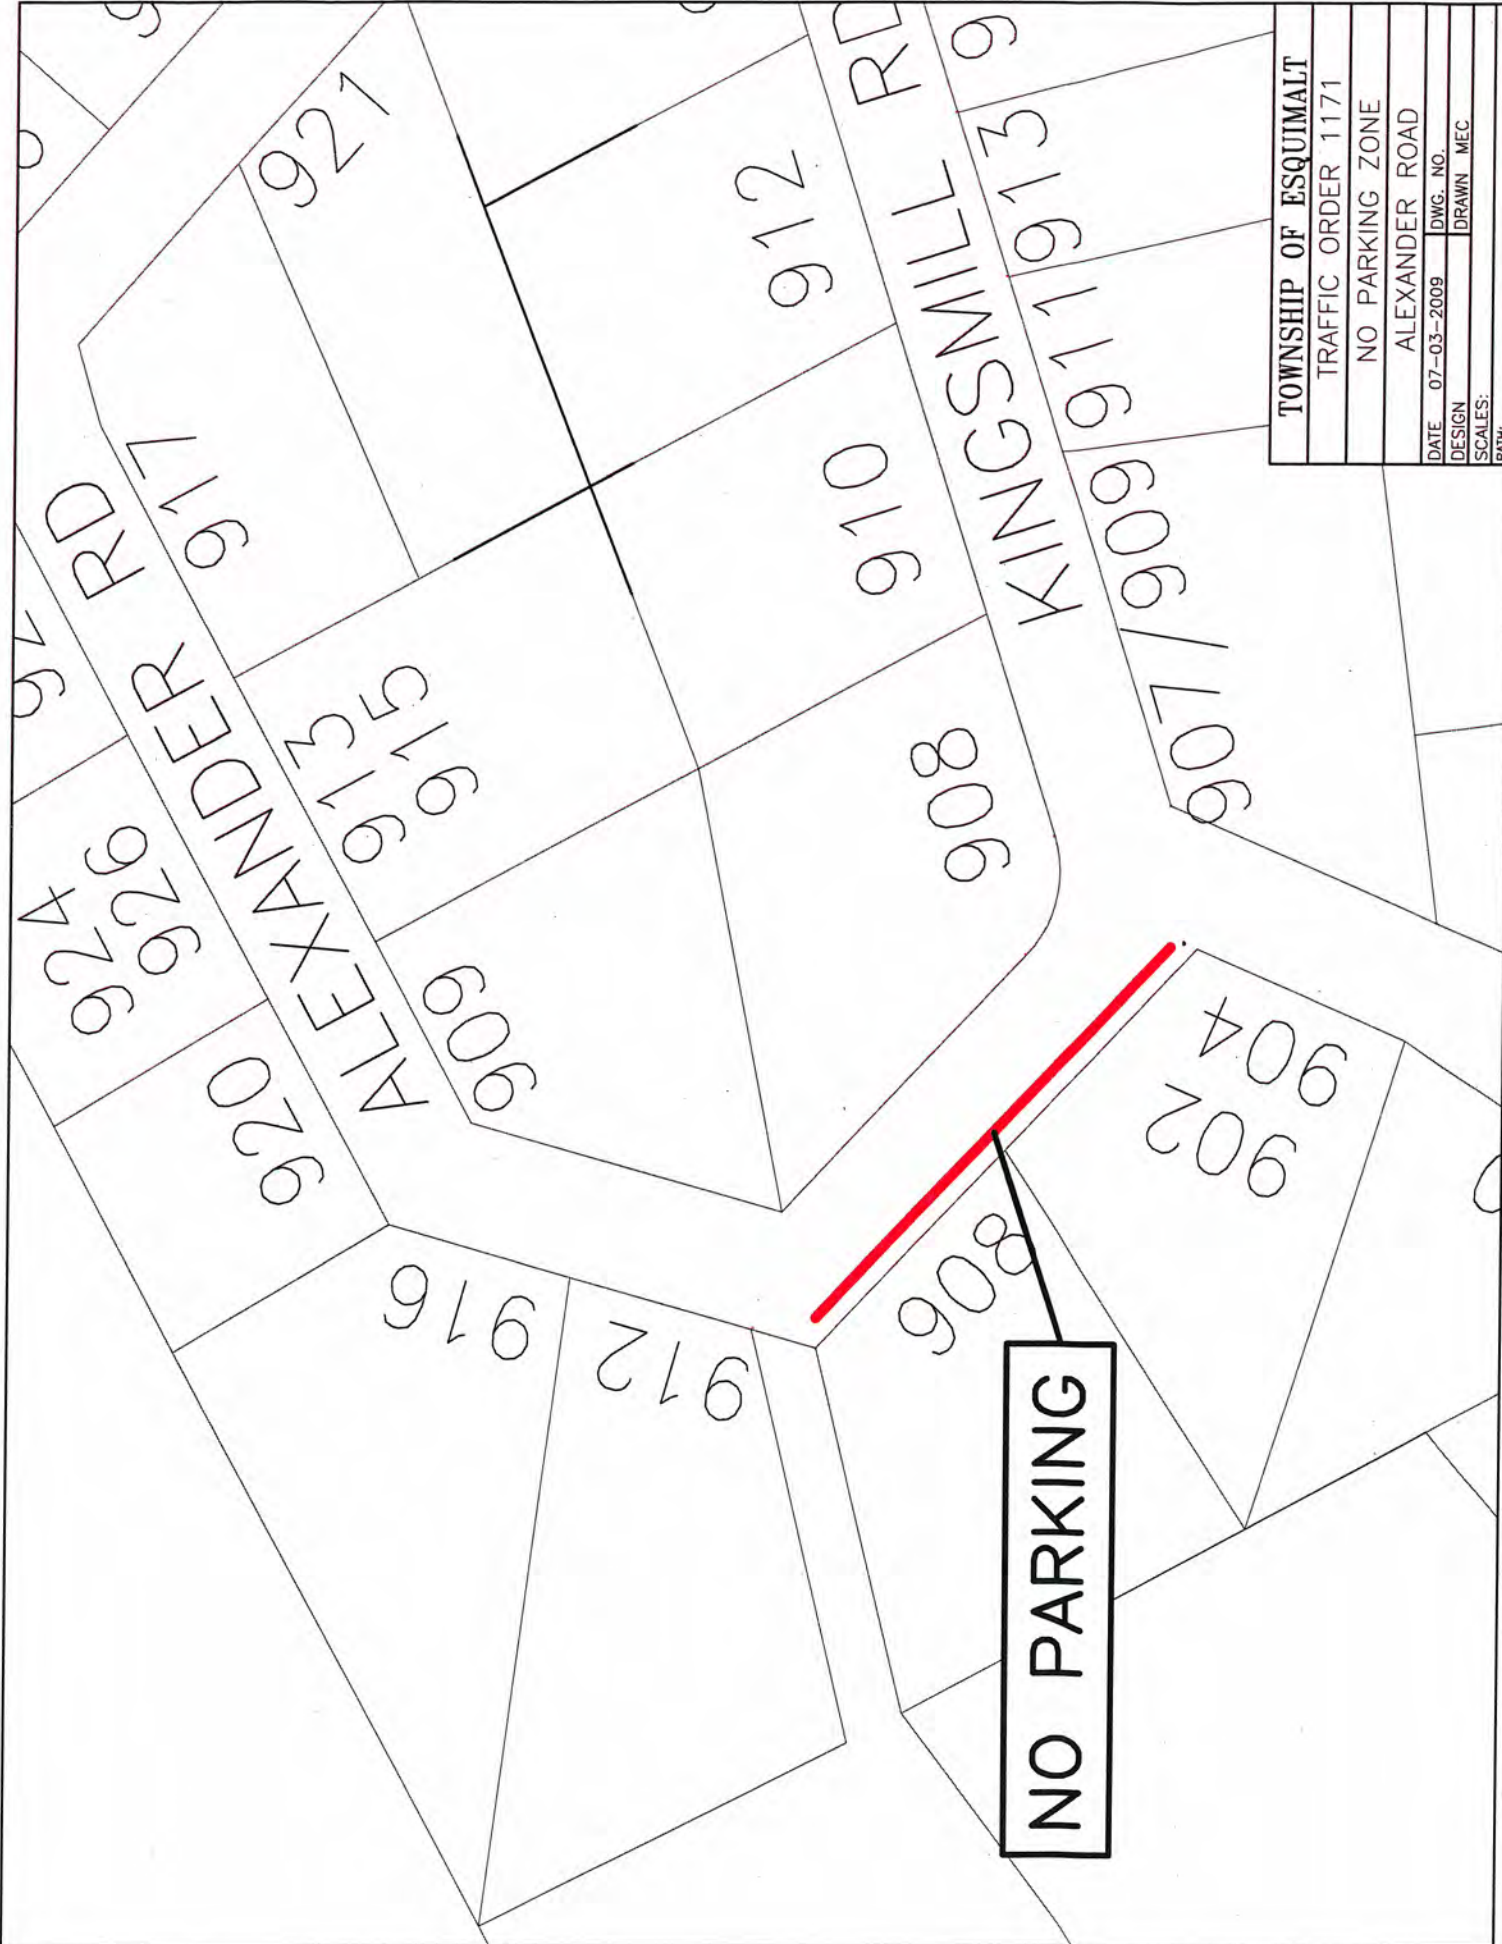 924
926
920
ALEXANDER RD
917
921
913
915
909
916
912
908
902
904
912
910
908
KINGSMILL RD
913
911
907/909
NO PARKING
TOWNSHIP OF ESQUIMALT
TRAFFIC ORDER 1171
NO PARKING ZONE
ALEXANDER ROAD
DATE 07-03-2009 DWG. NO.
DESIGN DRAWN MEC
SCALES:
PATH: